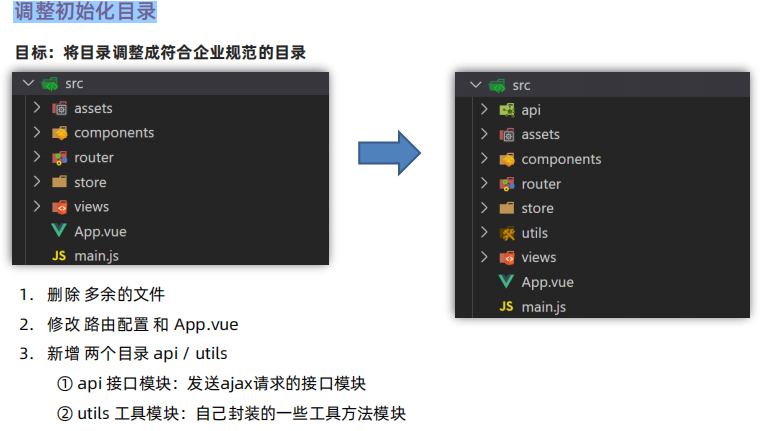 调整初始化目录
目标：将目录调整成符合企业规范的目录
src
assets
components
router
store
views
App.vue
JS main.js
src
api
assets
components
router
store
utils
views
App.vue
JS main.js
1. 删除 多余的文件
2. 修改 路由配置 和 App.vue
3. 新增 两个目录 api / utils
① api 接口模块：发送ajax请求的接口模块
② utils 工具模块：自己封装的一些工具方法模块